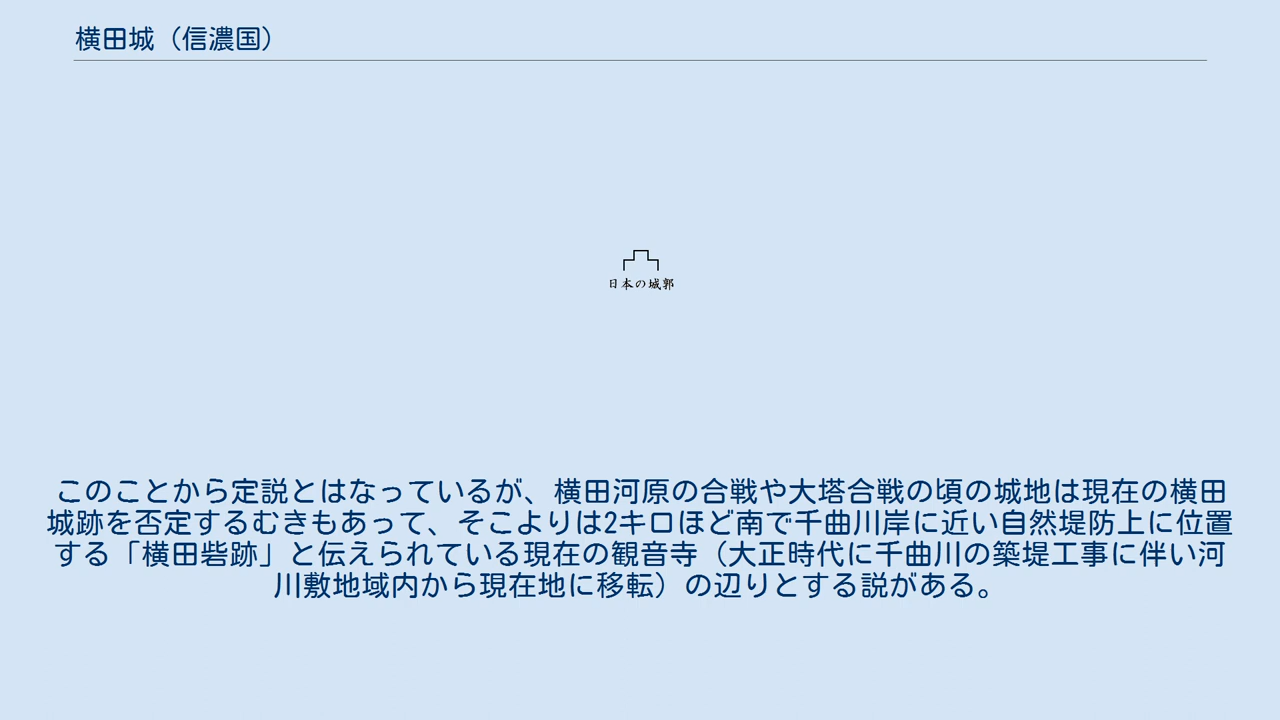 横田城（信濃国）
日本の城郭
このことから定説とはなっているが、横田河原の合戦や大塔合戦の頃の城地は現在の横田
城跡を否定するむきもあって、そこよりは2キロほど南で千曲川岸に近い自然堤防上に位置
する「横田砦跡」と伝えられている現在の観音寺（大正時代に千曲川の築堤工事に伴い河
川敷地域内から現在地に移転）の辺りとする説がある。